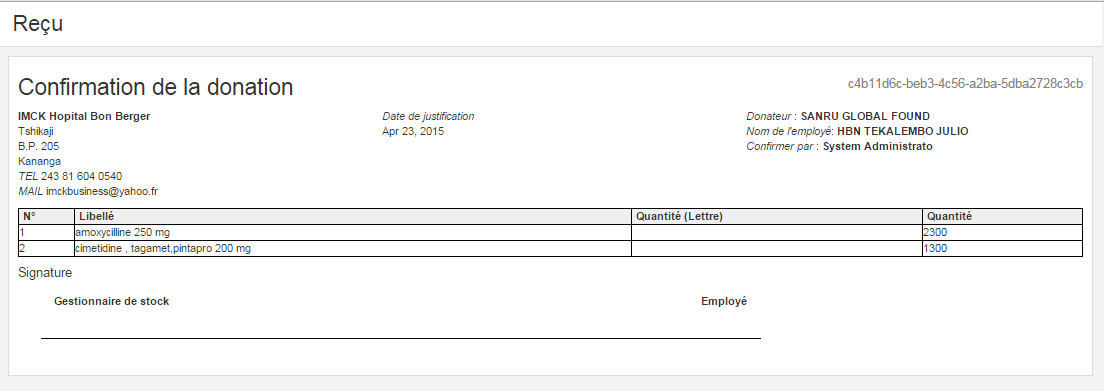 Reçu
Confirmation de la donation
c4b11d6c-beb3-4c56-a2ba-5dba2728c3cb
IMCK Hopital Bon Berger
Tshikaji
B.P. 205
Kananga
TEL 243 81 604 0540
MAIL imckbusiness@yahoo.fr
Date de justification
Apr 23, 2015
Donateur : SANRU GLOBAL FOUND
Nom de l'employé: HBN TEKALEMBO JULIO
Confirmer par : System Administrato
N° Libellé Quantité (Lettre) Quantité
1 amoxycilline 250 mg 2300
2 cimetidine , tagamet,pintapro 200 mg 1300
Signature
Gestionnaire de stock Employé